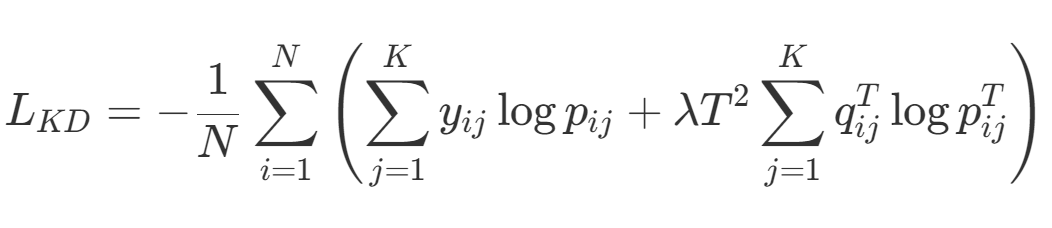 L_{KD} = -\frac{1}{N} \sum_{i=1}^{N} \left( \sum_{j=1}^{K} y_{ij} \log p_{ij} + \lambda T^2 \sum_{j=1}^{K} q_{ij}^T \log p_{ij}^T \right)